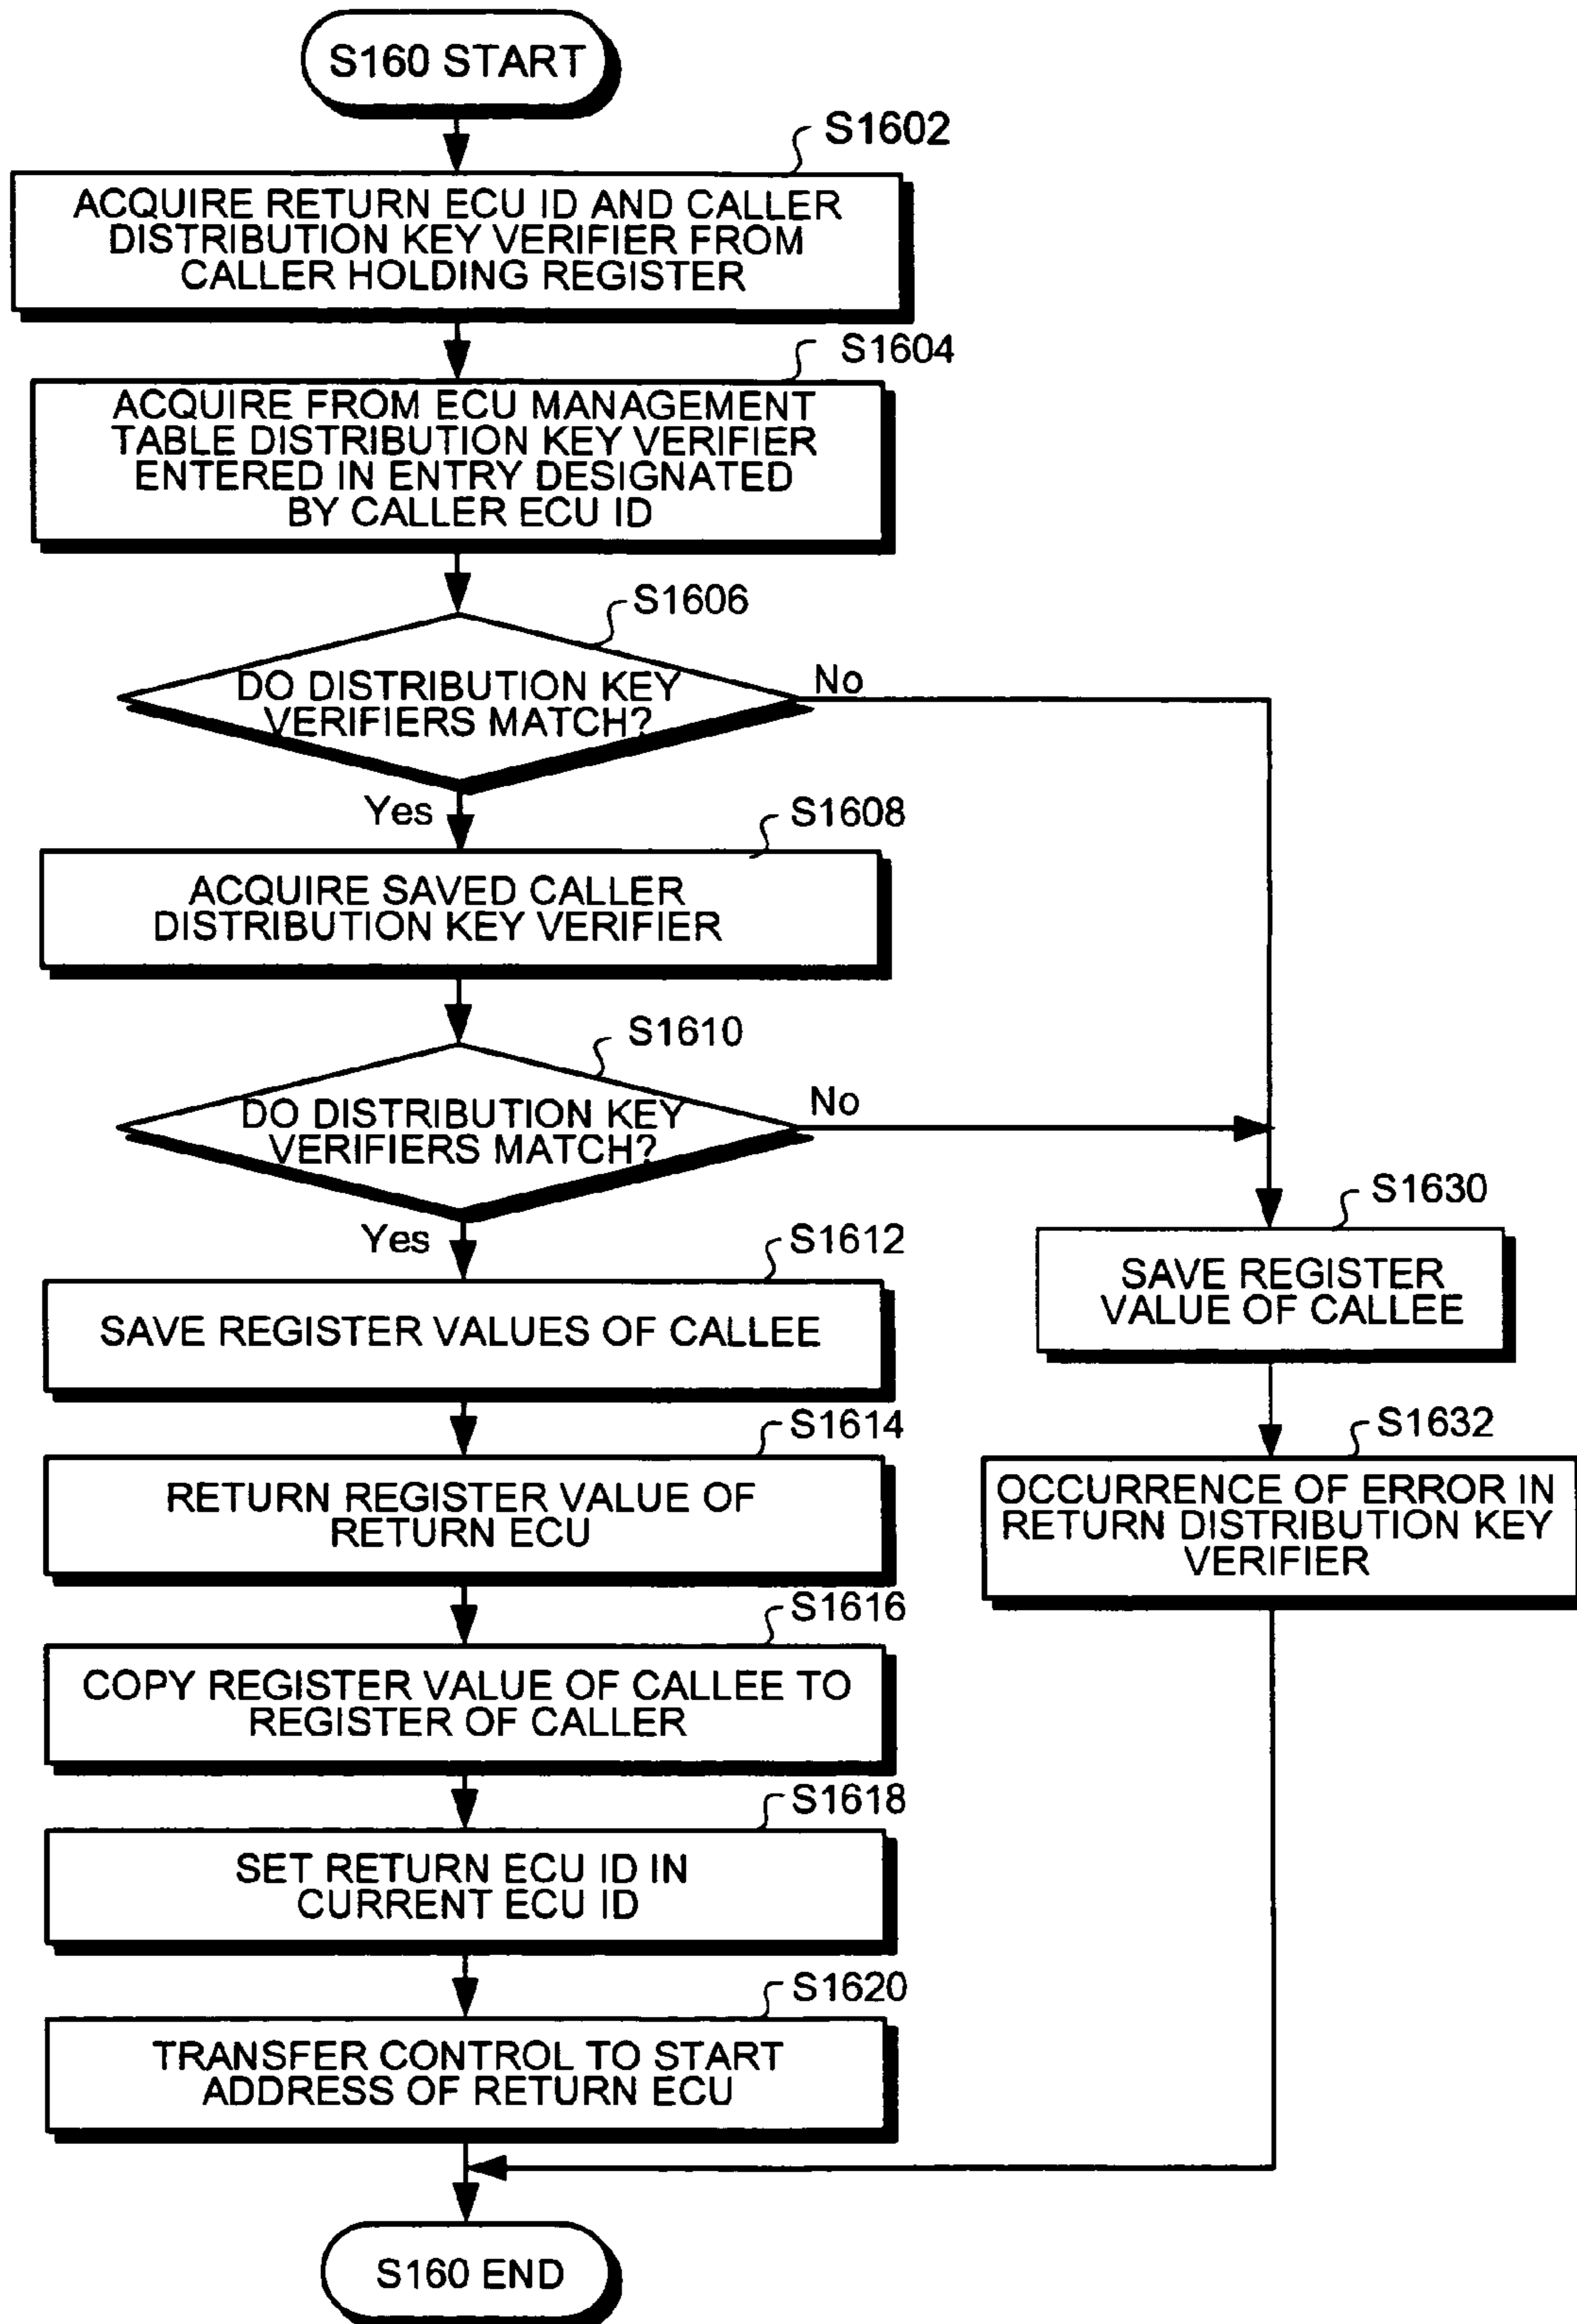 S160 START
S1602
ACQUIRE RETURN ECU ID AND CALLER
DISTRIBUTION KEY VERIFIER FROM
CALLER HOLDING REGISTER
S1604
ACQUIRE FROM ECU MANAGEMENT
TABLE DISTRIBUTION KEY VERIFIER
ENTERED IN ENTRY DESIGNATED
BY CALLER ECU ID
S1606
DO DISTRIBUTION KEY
VERIFIERS MATCH?
No
Yes
S1608
ACQUIRE SAVED CALLER
DISTRIBUTION KEY VERIFIER
S1610
DO DISTRIBUTION KEY
VERIFIERS MATCH?
No
Yes
S1612
SAVE REGISTER VALUES OF CALLEE
S1614
RETURN REGISTER VALUE OF
RETURN ECU
S1616
COPY REGISTER VALUE OF CALLEE TO
REGISTER OF CALLER
S1618
SET RETURN ECU ID IN
CURRENT ECU ID
S1620
TRANSFER CONTROL TO START
ADDRESS OF RETURN ECU
S1630
SAVE REGISTER
VALUE OF CALLEE
S1632
OCCURRENCE OF ERROR IN
RETURN DISTRIBUTION KEY
VERIFIER
S160 END